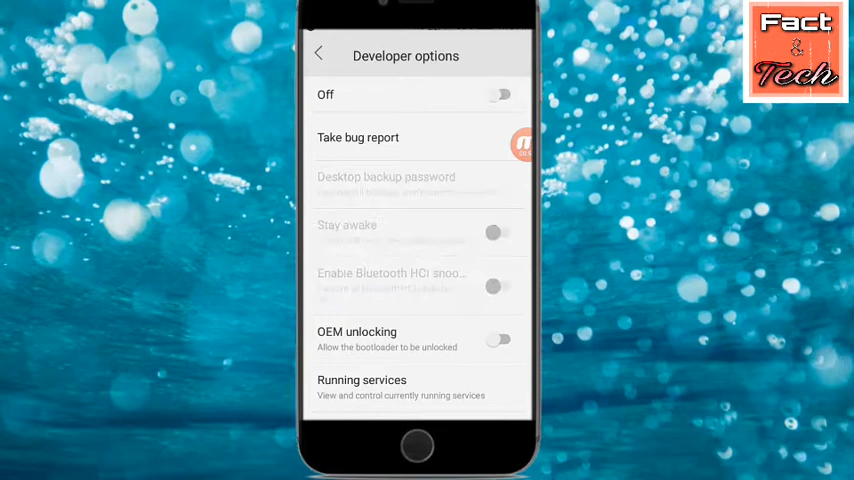 Fact
&
Tech
Developer options
Off
Take bug report
Desktop backup password
Stay awake
Enable Bluetooth HCI snoo...
OEM unlocking
Allow the bootloader to be unlocked
Running services
View and control currently running services